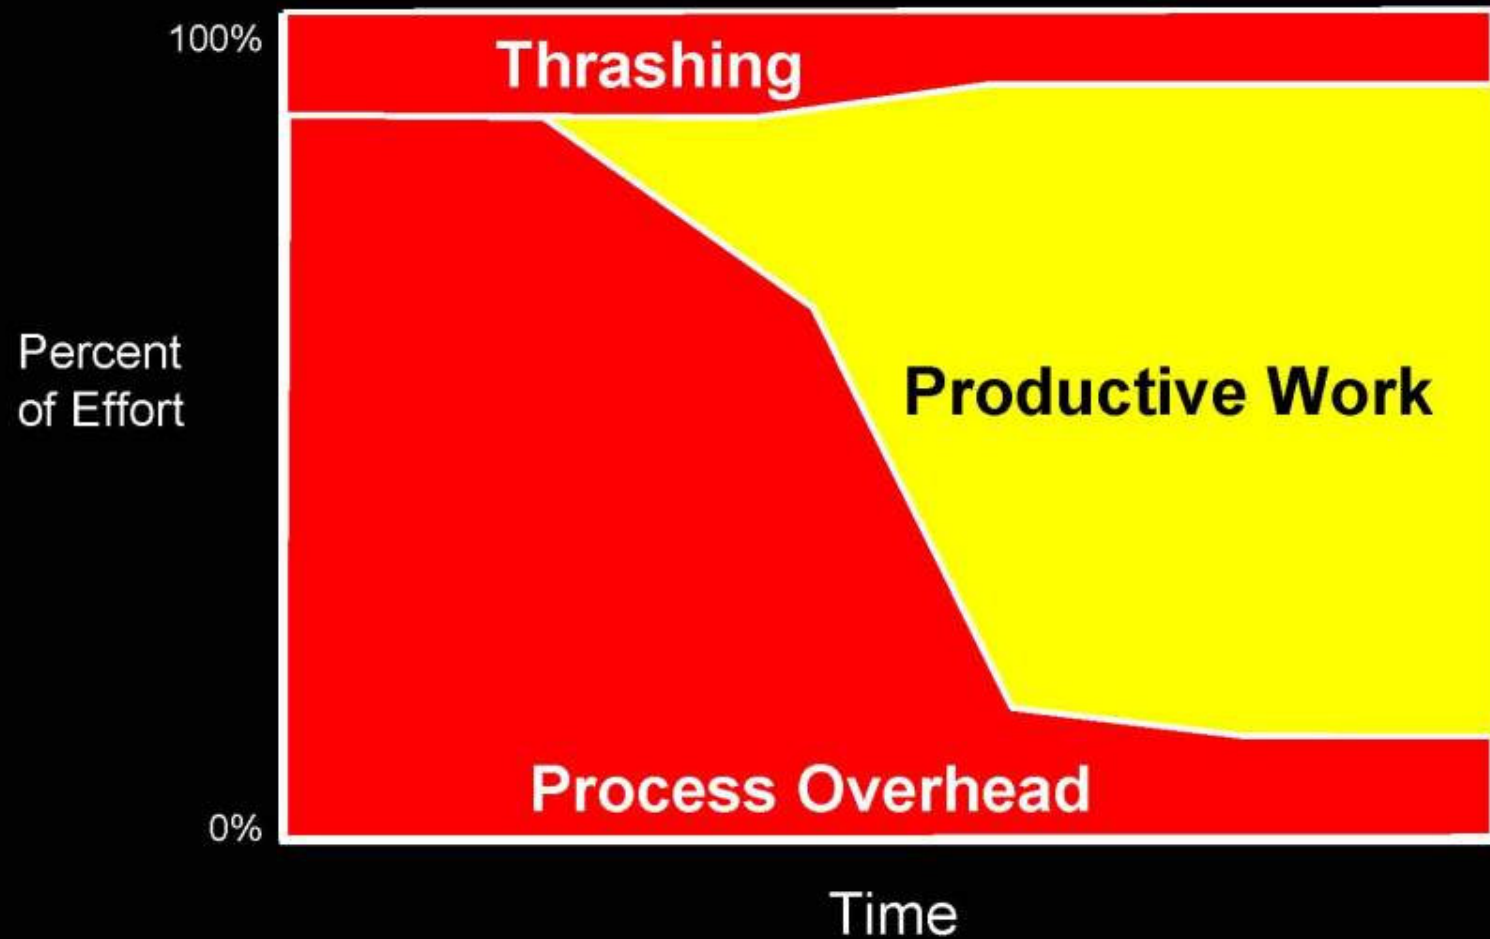 100%
Thrashing
Percent
of Effort
Productive Work
Process Overhead
0%
Time